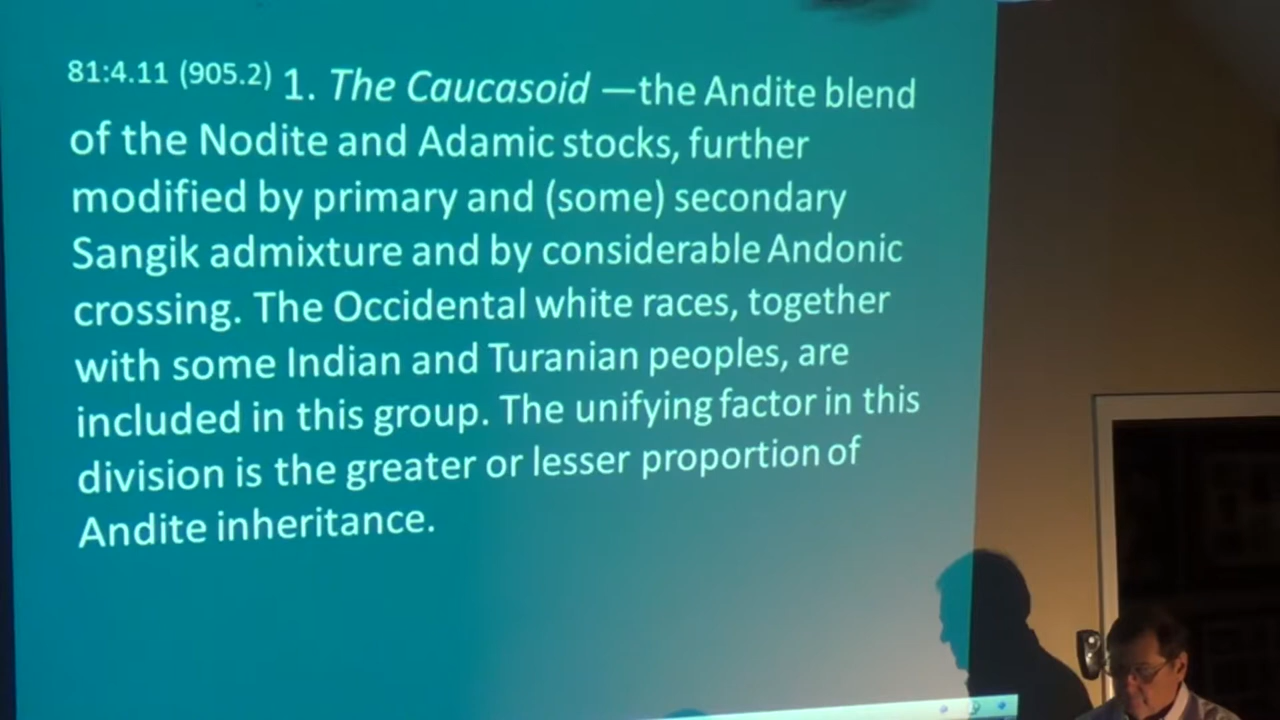 81:4.11 (905.2) 1. The Caucasoid —the Andite blend
of the Nodite and Adamic stocks, further
modified by primary and (some) secondary
Sangik admixture and by considerable Andonic
crossing. The Occidental white races, together
with some Indian and Turanian peoples, are
included in this group. The unifying factor in this
division is the greater or lesser proportion of
Andite inheritance.